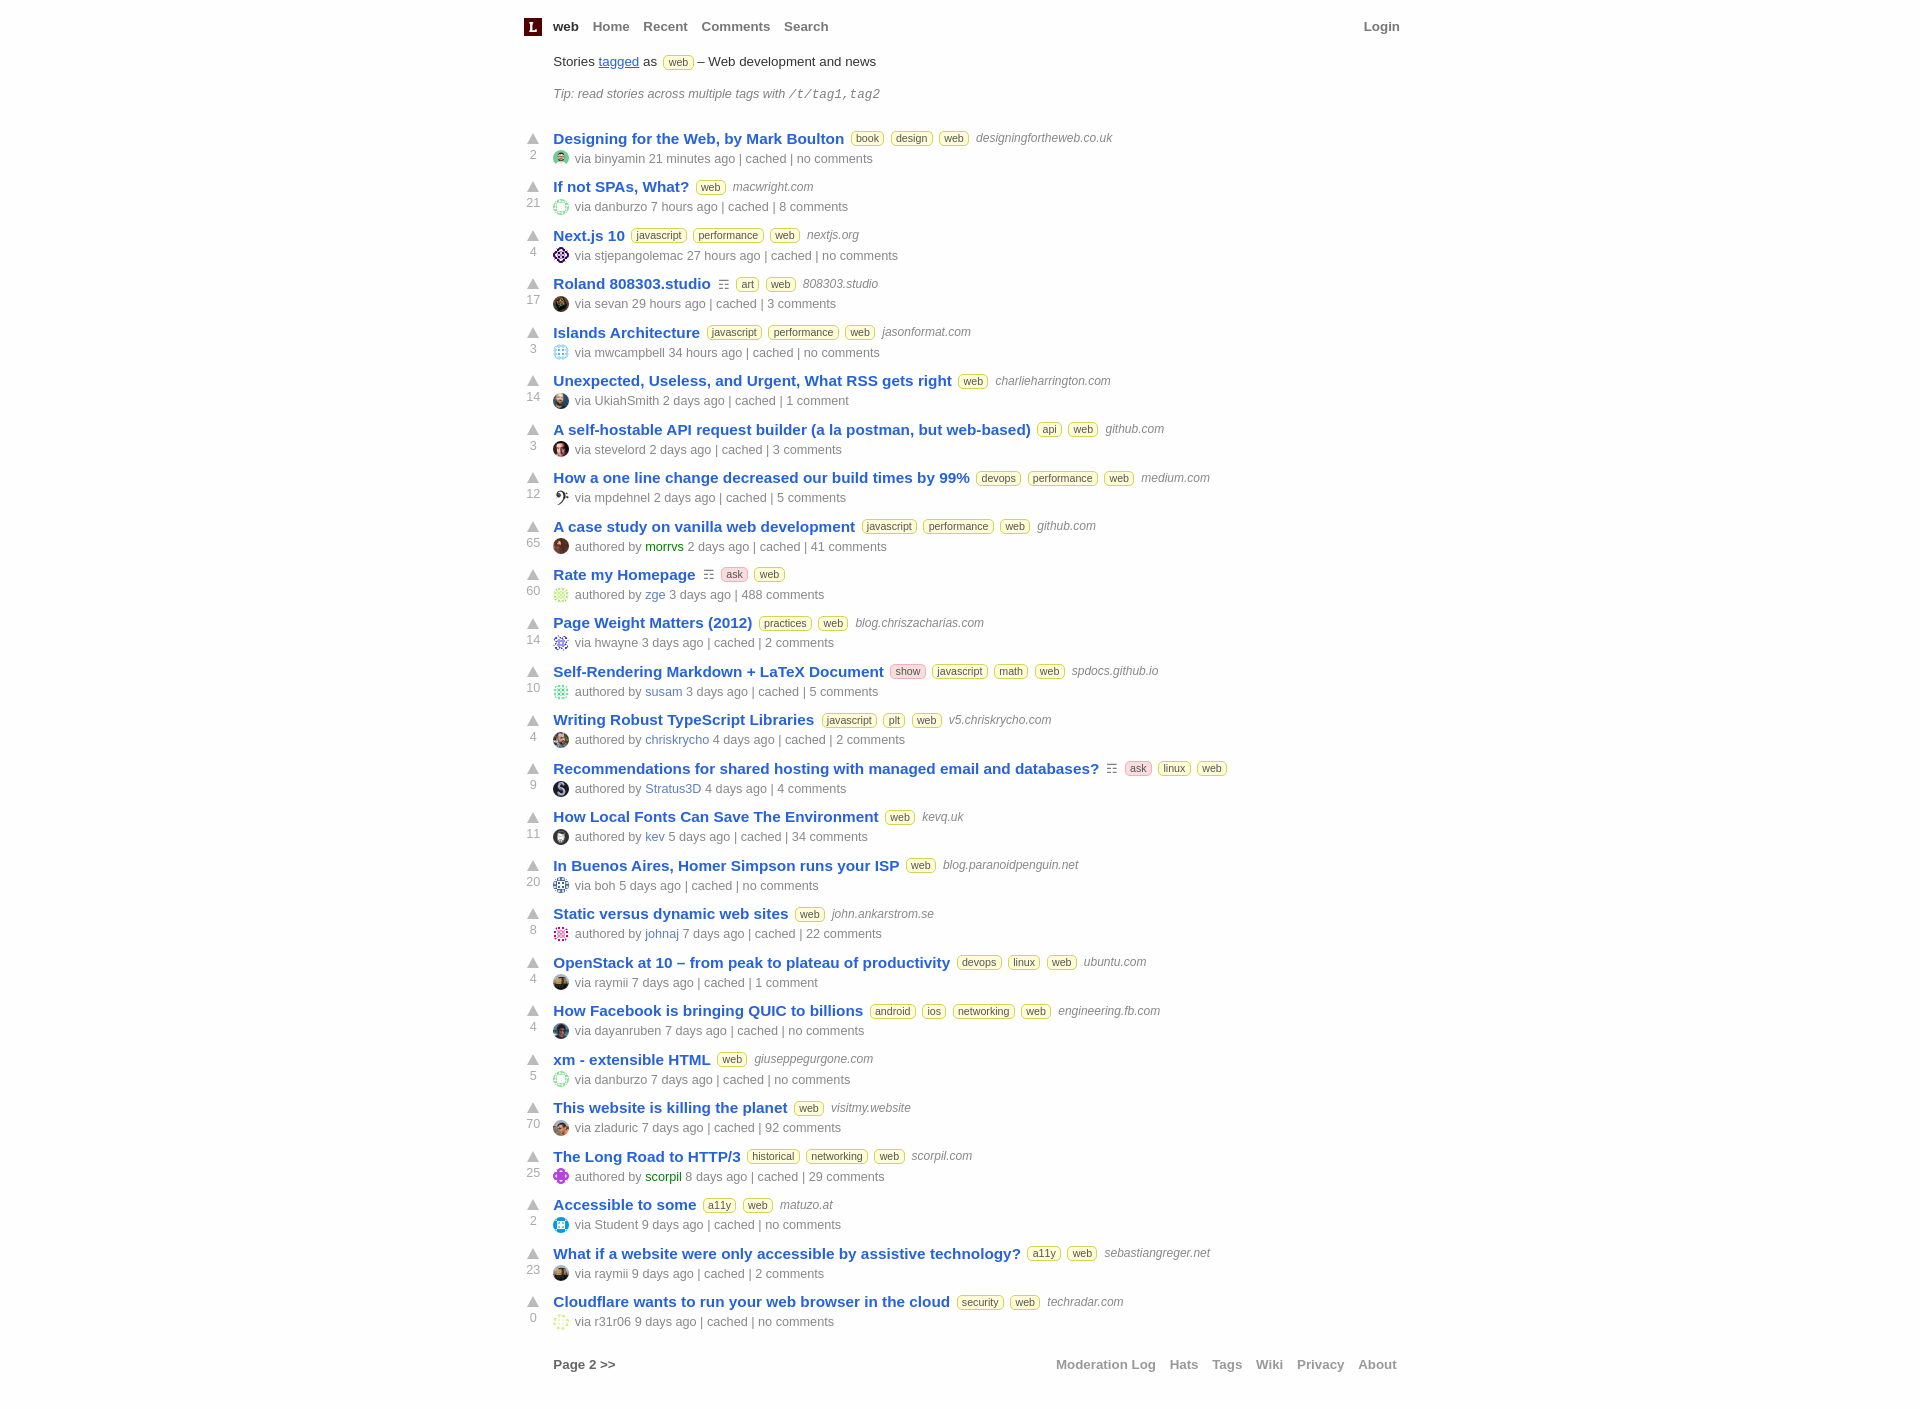 L web Home Recent Comments Search Login
Stories tagged as web – Web development and news
Tip: read stories across multiple tags with /t/tag1,tag2
Designing for the Web, by Mark Boulton book design web designingfortheweb.co.uk
2 via binyamin 21 minutes ago | cached | no comments
If not SPAs, What? web macwright.com
21 via danburzo 7 hours ago | cached | 8 comments
Next.js 10 javascript performance web nextjs.org
4 via stjepangolemac 27 hours ago | cached | no comments
Roland 808303.studio ☶ art web 808303.studio
17 via sevan 29 hours ago | cached | 3 comments
Islands Architecture javascript performance web jasonformat.com
3 via mwcampbell 34 hours ago | cached | no comments
Unexpected, Useless, and Urgent, What RSS gets right web charlieharrington.com
14 via UkiahSmith 2 days ago | cached | 1 comment
A self-hostable API request builder (a la postman, but web-based) api web github.com
3 via stevelord 2 days ago | cached | 3 comments
How a one line change decreased our build times by 99% devops performance web medium.com
12 via mpdehnel 2 days ago | cached | 5 comments
A case study on vanilla web development javascript performance web github.com
65 authored by morrvs 2 days ago | cached | 41 comments
Rate my Homepage ☶ ask web
60 authored by zge 3 days ago | 488 comments
Page Weight Matters (2012) practices web blog.chriszacharias.com
14 via hwayne 3 days ago | cached | 2 comments
Self-Rendering Markdown + LaTeX Document show javascript math web spdocs.github.io
10 authored by susam 3 days ago | cached | 5 comments
Writing Robust TypeScript Libraries javascript plt web v5.chriskrycho.com
4 authored by chriskrycho 4 days ago | cached | 2 comments
Recommendations for shared hosting with managed email and databases? ☶ ask linux web
9 authored by Stratus3D 4 days ago | 4 comments
How Local Fonts Can Save The Environment web kevq.uk
11 authored by kev 5 days ago | cached | 34 comments
In Buenos Aires, Homer Simpson runs your ISP web blog.paranoidpenguin.net
20 via boh 5 days ago | cached | no comments
Static versus dynamic web sites web john.ankarstrom.se
8 authored by johnaj 7 days ago | cached | 22 comments
OpenStack at 10 – from peak to plateau of productivity devops linux web ubuntu.com
4 via raymii 7 days ago | cached | 1 comment
How Facebook is bringing QUIC to billions android ios networking web engineering.fb.com
4 via dayanruben 7 days ago | cached | no comments
xm - extensible HTML web giuseppegurgone.com
5 via danburzo 7 days ago | cached | no comments
This website is killing the planet web visitmy.website
70 via zladuric 7 days ago | cached | 92 comments
The Long Road to HTTP/3 historical networking web scorpil.com
25 authored by scorpil 8 days ago | cached | 29 comments
Accessible to some a11y web matuzo.at
2 via Student 9 days ago | cached | no comments
What if a website were only accessible by assistive technology? a11y web sebastiangreger.net
23 via raymii 9 days ago | cached | 2 comments
Cloudflare wants to run your web browser in the cloud security web techradar.com
0 via r31r06 9 days ago | cached | no comments
Page 2 >> Moderation Log Hats Tags Wiki Privacy About